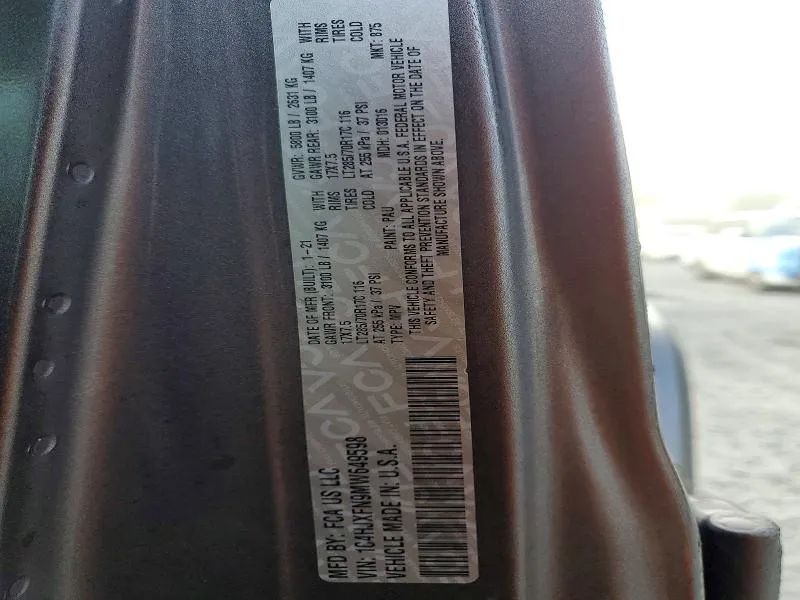 MFD BY: FCA US LLC
DATE OF MFR (BUILT): 1-21 GVWR: 5800 LB / 2631 KG
GAWR FRONT: 3100 LB / 1407 KG WITH GAWR REAR: 3100 LB / 1407 KG WITH
17X7.5 RIMS 17X7.5 RIMS
LT285/70R17C 116 TIRES LT285/70R17C 116 TIRES
AT 255 kPa / 37 PSI COLD AT 255 kPa / 37 PSI COLD
VIN: 1C4HJXFN9MW649598
TYPE: MPV PAINT: PAU MDH: 010816 MKT: 875
VEHICLE MADE IN: U.S.A.
THIS VEHICLE CONFORMS TO ALL APPLICABLE U.S.A. FEDERAL MOTOR VEHICLE
SAFETY AND THEFT PREVENTION STANDARDS IN EFFECT ON THE DATE OF
MANUFACTURE SHOWN ABOVE.